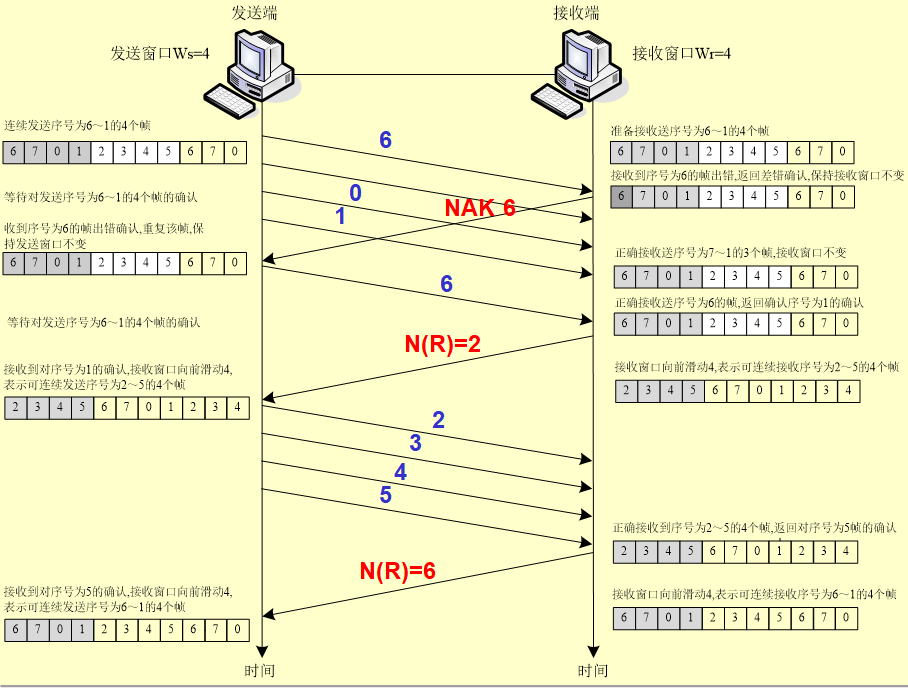 发送端
接收端
发送窗口Ws=4
接收窗口Wr=4
连续发送序号为6～1的4个帧
6 7 0 1 2 3 4 5 6 7 0
等待对发送序号为6～1的4个帧的确认
收到序号为6的帧出错确认,重复该帧,保
持发送窗口不变
6 7 0 1 2 3 4 5 6 7 0
等待对发送序号为6～1的4个帧的确认
接收到对序号为1的确认,接收窗口向前滑动4,
表示可连续发送序号为2～5的4个帧
2 3 4 5 6 7 0 1 2 3 4
接收到对序号为5的确认,接收窗口向前滑动4,
表示可连续发送序号为6～1的4个帧
6 7 0 1 2 3 4 5 6 7 0
6
0
1
NAK 6
6
N(R)=2
2
3
4
5
N(R)=6
准备接收送序号为6～1的4个帧
6 7 0 1 2 3 4 5 6 7 0
接收到序号为6的帧出错,返回差错确认,保持接收窗口不变
6 7 0 1 2 3 4 5 6 7 0
正确接收送序号为7～1的3个帧,接收窗口不变
6 7 0 1 2 3 4 5 6 7 0
正确接收送序号为6的帧,返回确认序号为1的确认
6 7 0 1 2 3 4 5 6 7 0
接收窗口向前滑动4,表示可连续接收序号为2～5的4个帧
2 3 4 5 6 7 0 1 2 3 4
正确接收到序号为2～5的4个帧,返回对序号为5帧的确认
2 3 4 5 6 7 0 1 2 3 4
接收窗口向前滑动4,表示可连续接收序号为6～1的4个帧
6 7 0 1 2 3 4 5 6 7 0
时间
时间